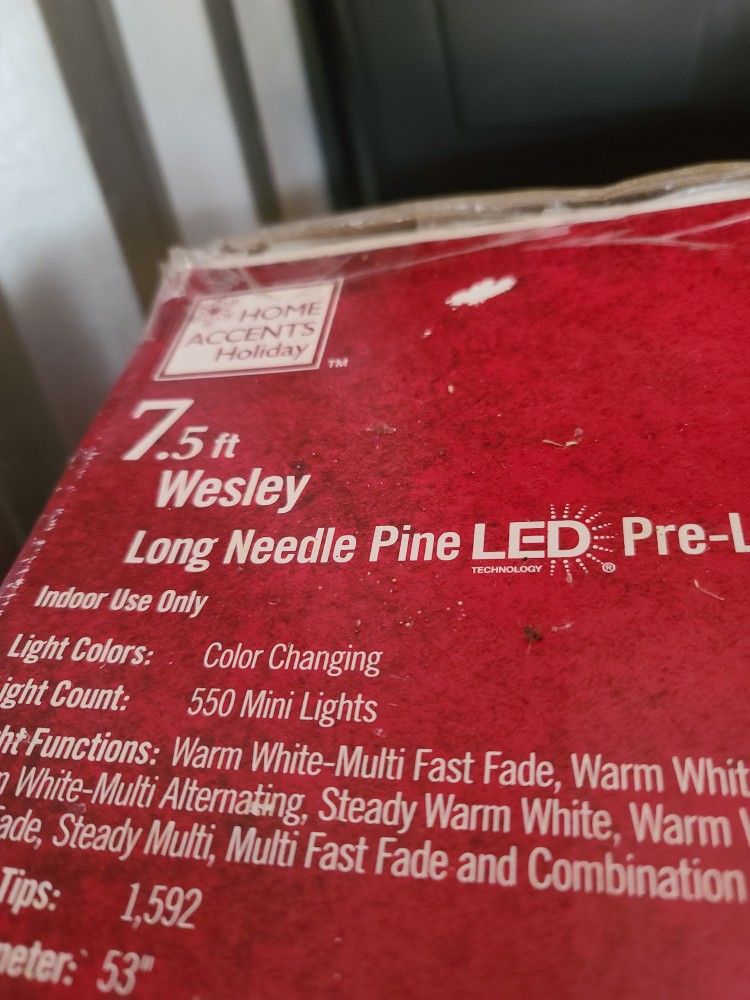 HOME
ACCENTS
Holiday
TM
7.5 ft
Wesley
Long Needle Pine LED Pre-L
TECHNOLOGY ®
Indoor Use Only
Light Colors: Color Changing
ight Count: 550 Mini Lights
ht Functions: Warm White-Multi Fast Fade, Warm Whit
m White-Multi Alternating, Steady Warm White, Warm
ade, Steady Multi, Multi Fast Fade and Combination
Tips: 1,592
meter: 53"